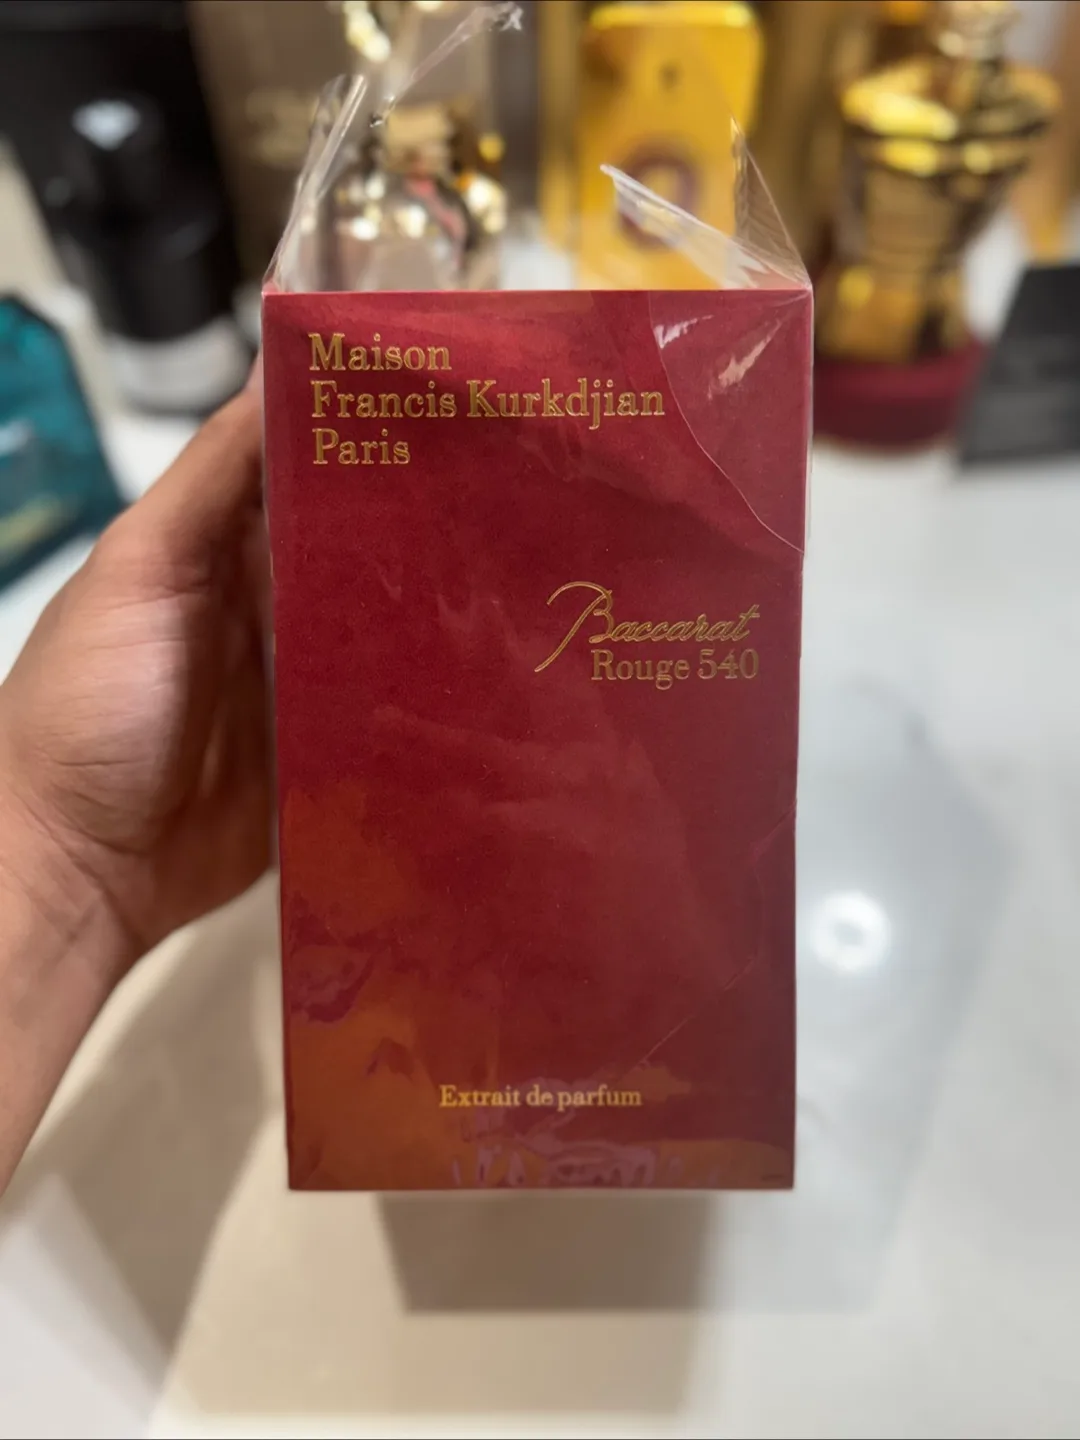 Maison
Francis Kurkdjian
Paris
Baccarat
Rouge 540
Extrait de parfum